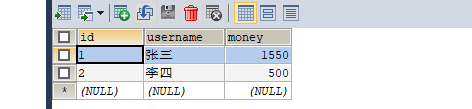 id username money
1 张三 1550
2 李四 500
* (NULL) (NULL) (NULL)